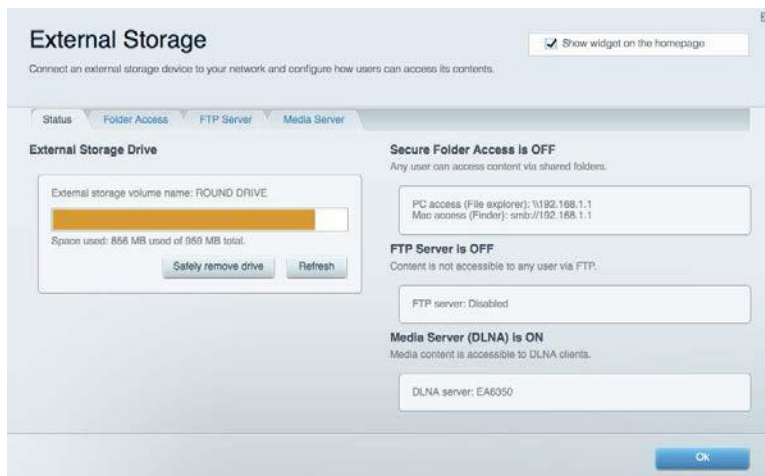 External Storage
Show widget on the homepage
Connect an external storage device to your network and configure how users can access its contents.
Status
Folder Access
FTP Server
Media Server
External Storage Drive
External storage volume name: ROUND DRIVE
Space used: 856 MB used of 959 MB total.
Safely remove drive
Refresh
Secure Folder Access is OFF
Any user can access content via shared folders.
PC access (File explorer): \\192.168.1.1
Mac access (Finder): smb://192.168.1.1
FTP Server is OFF
Content is not accessible to any user via FTP.
FTP server: Disabled
Media Server (DLNA) is ON
Media content is accessible to DLNA clients.
DLNA server: EA6350
Ok